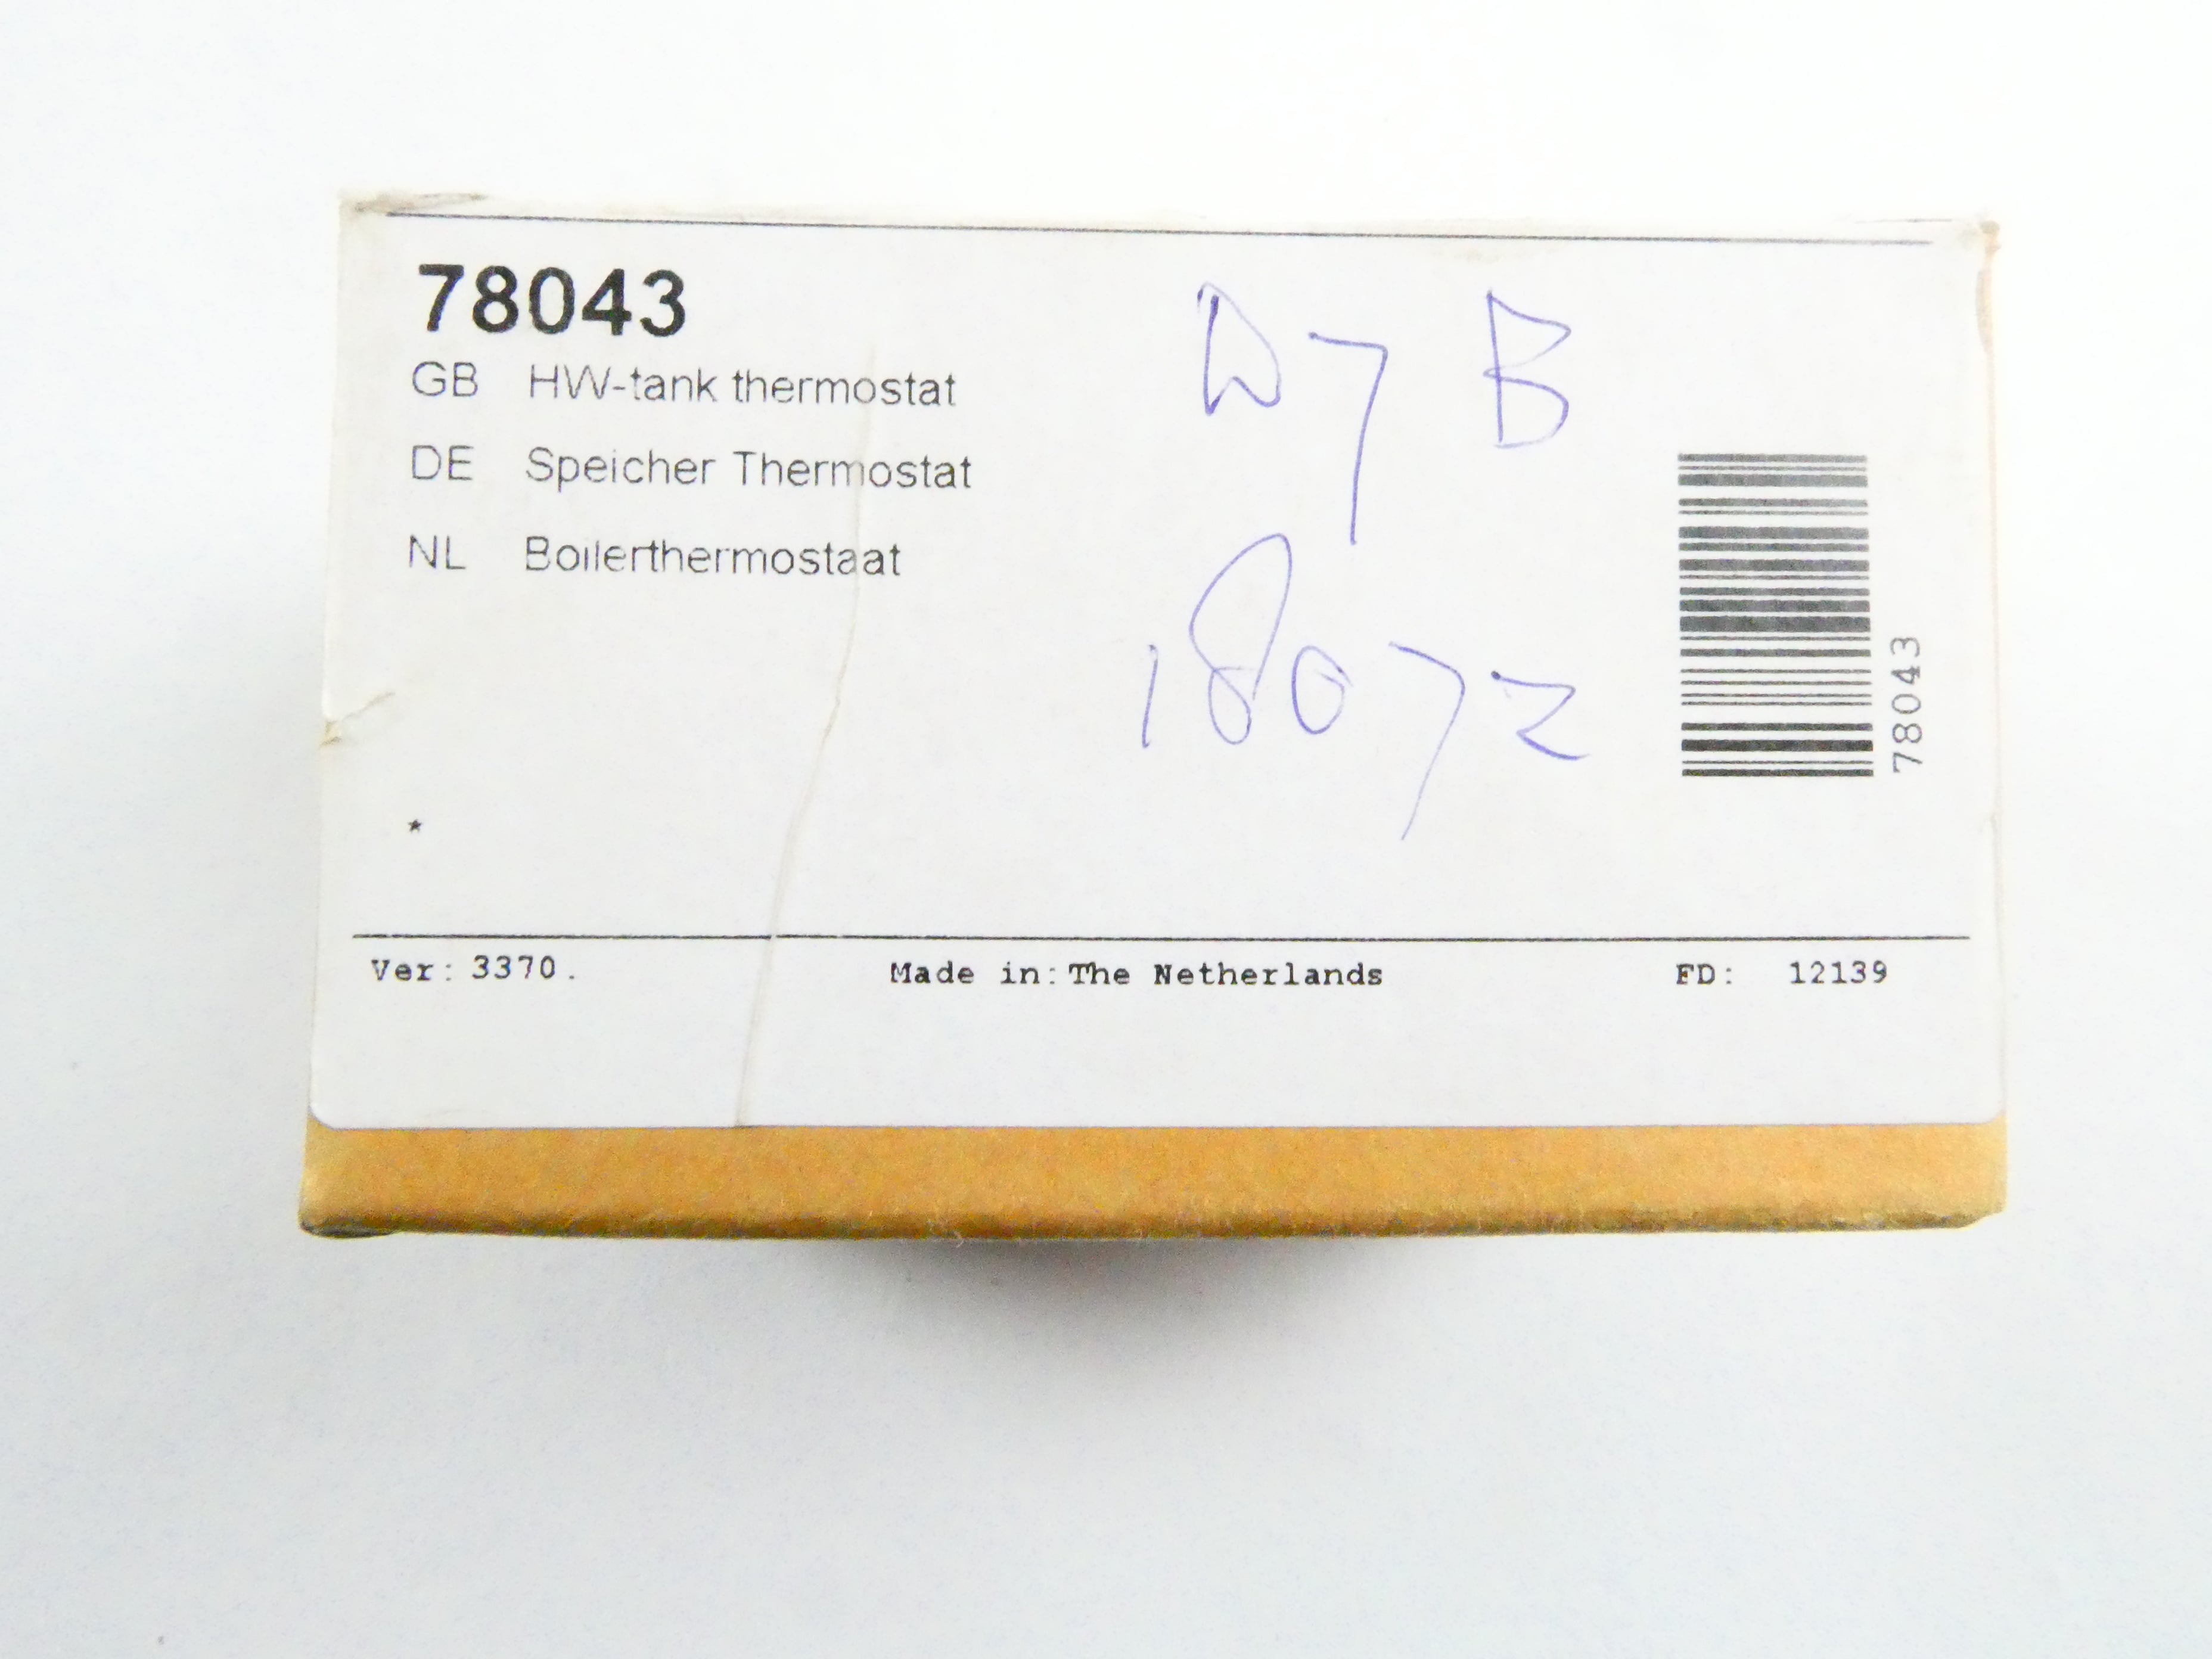 78043
GB HW-tank thermostat
DE Speicher Thermostat
NL Boilerthermostaat
*
D7 B
18072
78043
Ver: 3370.
Made in: The Netherlands
FD: 12139